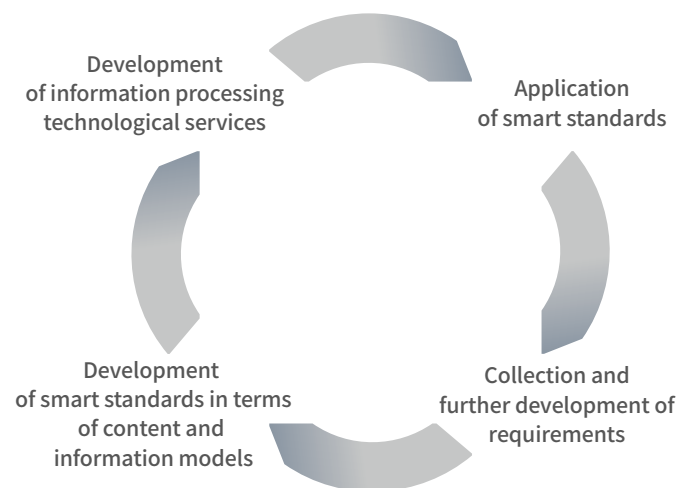 Development
of information processing
technological services
Application
of smart standards
Development
of smart standards in terms
of content and
information models
Collection and
further development of
requirements